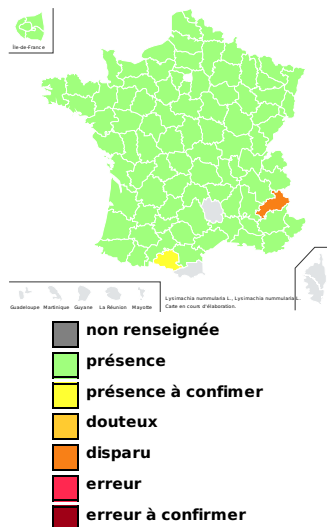 Île-de-France
Lysimachia nummularia L., Lysimachia nummularia L.
Carte en cours d'élaboration.
Guadeloupe Martinique Guyane La Réunion Mayotte
non renseignée
présence
présence à confimer
douteux
disparu
erreur
erreur à confirmer